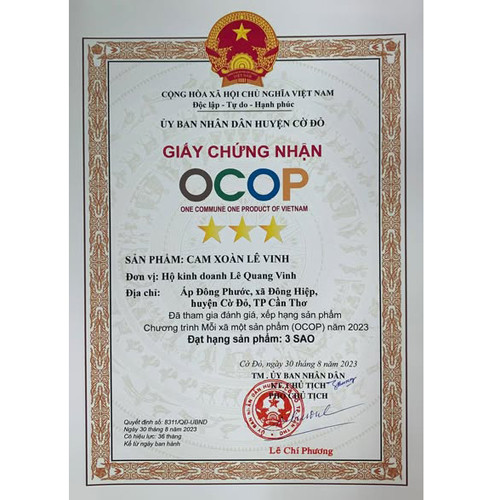 CỘNG HÒA XÃ HỘI CHỦ NGHĨA VIỆT NAM
Độc lập - Tự do - Hạnh phúc
ỦY BAN NHÂN DÂN HUYỆN CỜ ĐỎ
GIẤY CHỨNG NHẬN
OCOP
ONE COMMUNE ONE PRODUCT OF VIETNAM
SẢN PHẨM: CAM XOÀN LÊ VINH
Đơn vị: Hộ kinh doanh Lê Quang Vinh
Địa chỉ: Ấp Đông Phước, xã Đông Hiệp,
huyện Cờ Đỏ, TP Cần Thơ
Đã tham gia đánh giá, xếp hạng sản phẩm
Chương trình Mỗi xã một sản phẩm (OCOP) năm 2023
Đạt hạng sản phẩm: 3 SAO
Cờ Đỏ, ngày 30 tháng 8 năm 2023
TM. ỦY BAN NHÂN DÂN
KT. CHỦ TỊCH
PHÓ CHỦ TỊCH
Quyết định số: 8311/QĐ-UBND
Ngày 30 tháng 8 năm 2023
Có hiệu lực: 36 tháng
Kể từ ngày ban hành
Lê Chí Phương